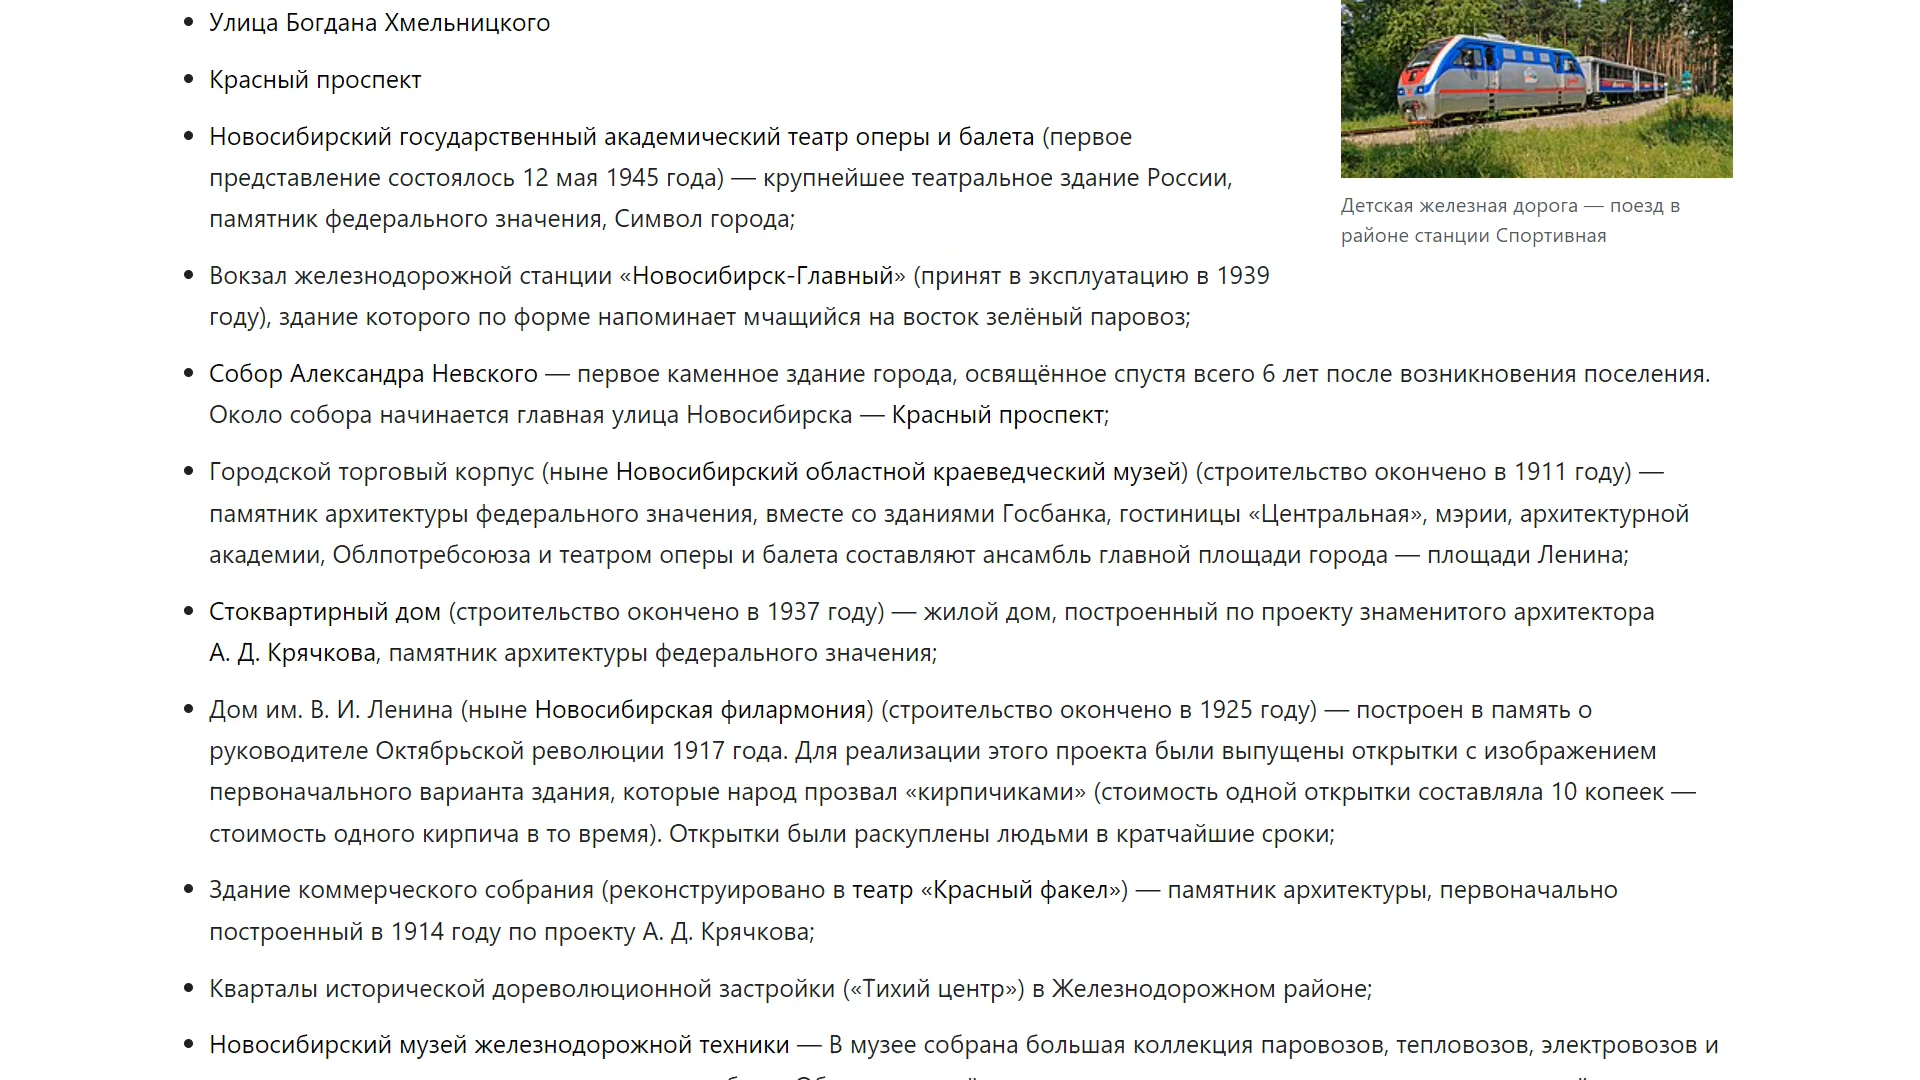 Улица Богдана Хмельницкого
Красный проспект
Новосибирский государственный академический театр оперы и балета (первое
представление состоялось 12 мая 1945 года) — крупнейшее театральное здание России,
памятник федерального значения, Символ города;
Детская железная дорога — поезд в
районе станции Спортивная
Вокзал железнодорожной станции «Новосибирск-Главный» (принят в эксплуатацию в 1939
году), здание которого по форме напоминает мчащийся на восток зелёный паровоз;
Собор Александра Невского — первое каменное здание города, освящённое спустя всего 6 лет после возникновения поселения.
Около собора начинается главная улица Новосибирска — Красный проспект;
Городской торговый корпус (ныне Новосибирский областной краеведческий музей) (строительство окончено в 1911 году) —
памятник архитектуры федерального значения, вместе со зданиями Госбанка, гостиницы «Центральная», мэрии, архитектурной
академии, Облпотребсоюза и театром оперы и балета составляют ансамбль главной площади города — площади Ленина;
Стоквартирный дом (строительство окончено в 1937 году) — жилой дом, построенный по проекту знаменитого архитектора
А. Д. Крячкова, памятник архитектуры федерального значения;
Дом им. В. И. Ленина (ныне Новосибирская филармония) (строительство окончено в 1925 году) — построен в память о
руководителе Октябрьской революции 1917 года. Для реализации этого проекта были выпущены открытки с изображением
первоначального варианта здания, которые народ прозвал «кирпичиками» (стоимость одной открытки составляла 10 копеек —
стоимость одного кирпича в то время). Открытки были раскуплены людьми в кратчайшие сроки;
Здание коммерческого собрания (реконструировано в театр «Красный факел») — памятник архитектуры, первоначально
построенный в 1914 году по проекту А. Д. Крячкова;
Кварталы исторической дореволюционной застройки («Тихий центр») в Железнодорожном районе;
Новосибирский музей железнодорожной техники — В музее собрана большая коллекция паровозов, тепловозов, электровозов и